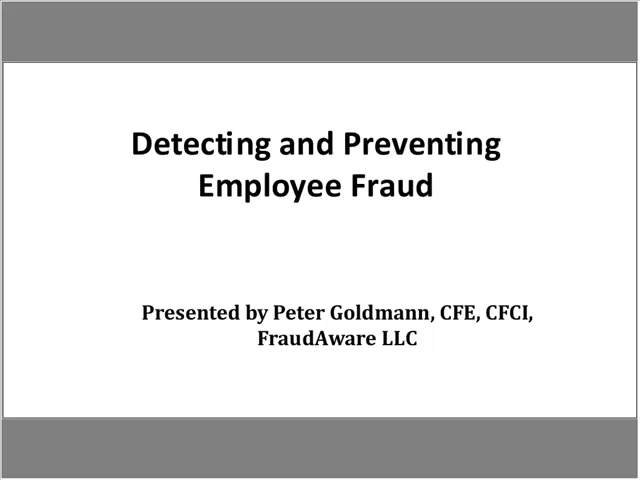 Detecting and Preventing
Employee Fraud
Presented by Peter Goldmann, CFE, CFCI,
FraudAware LLC